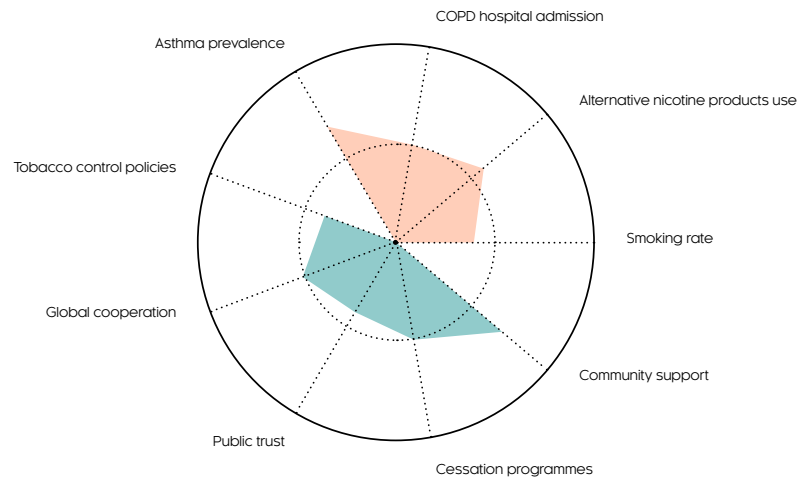 COPD hospital admission
Asthma prevalence
Alternative nicotine products use
Tobacco control policies
Smoking rate
Global cooperation
Community support
Public trust
Cessation programmes